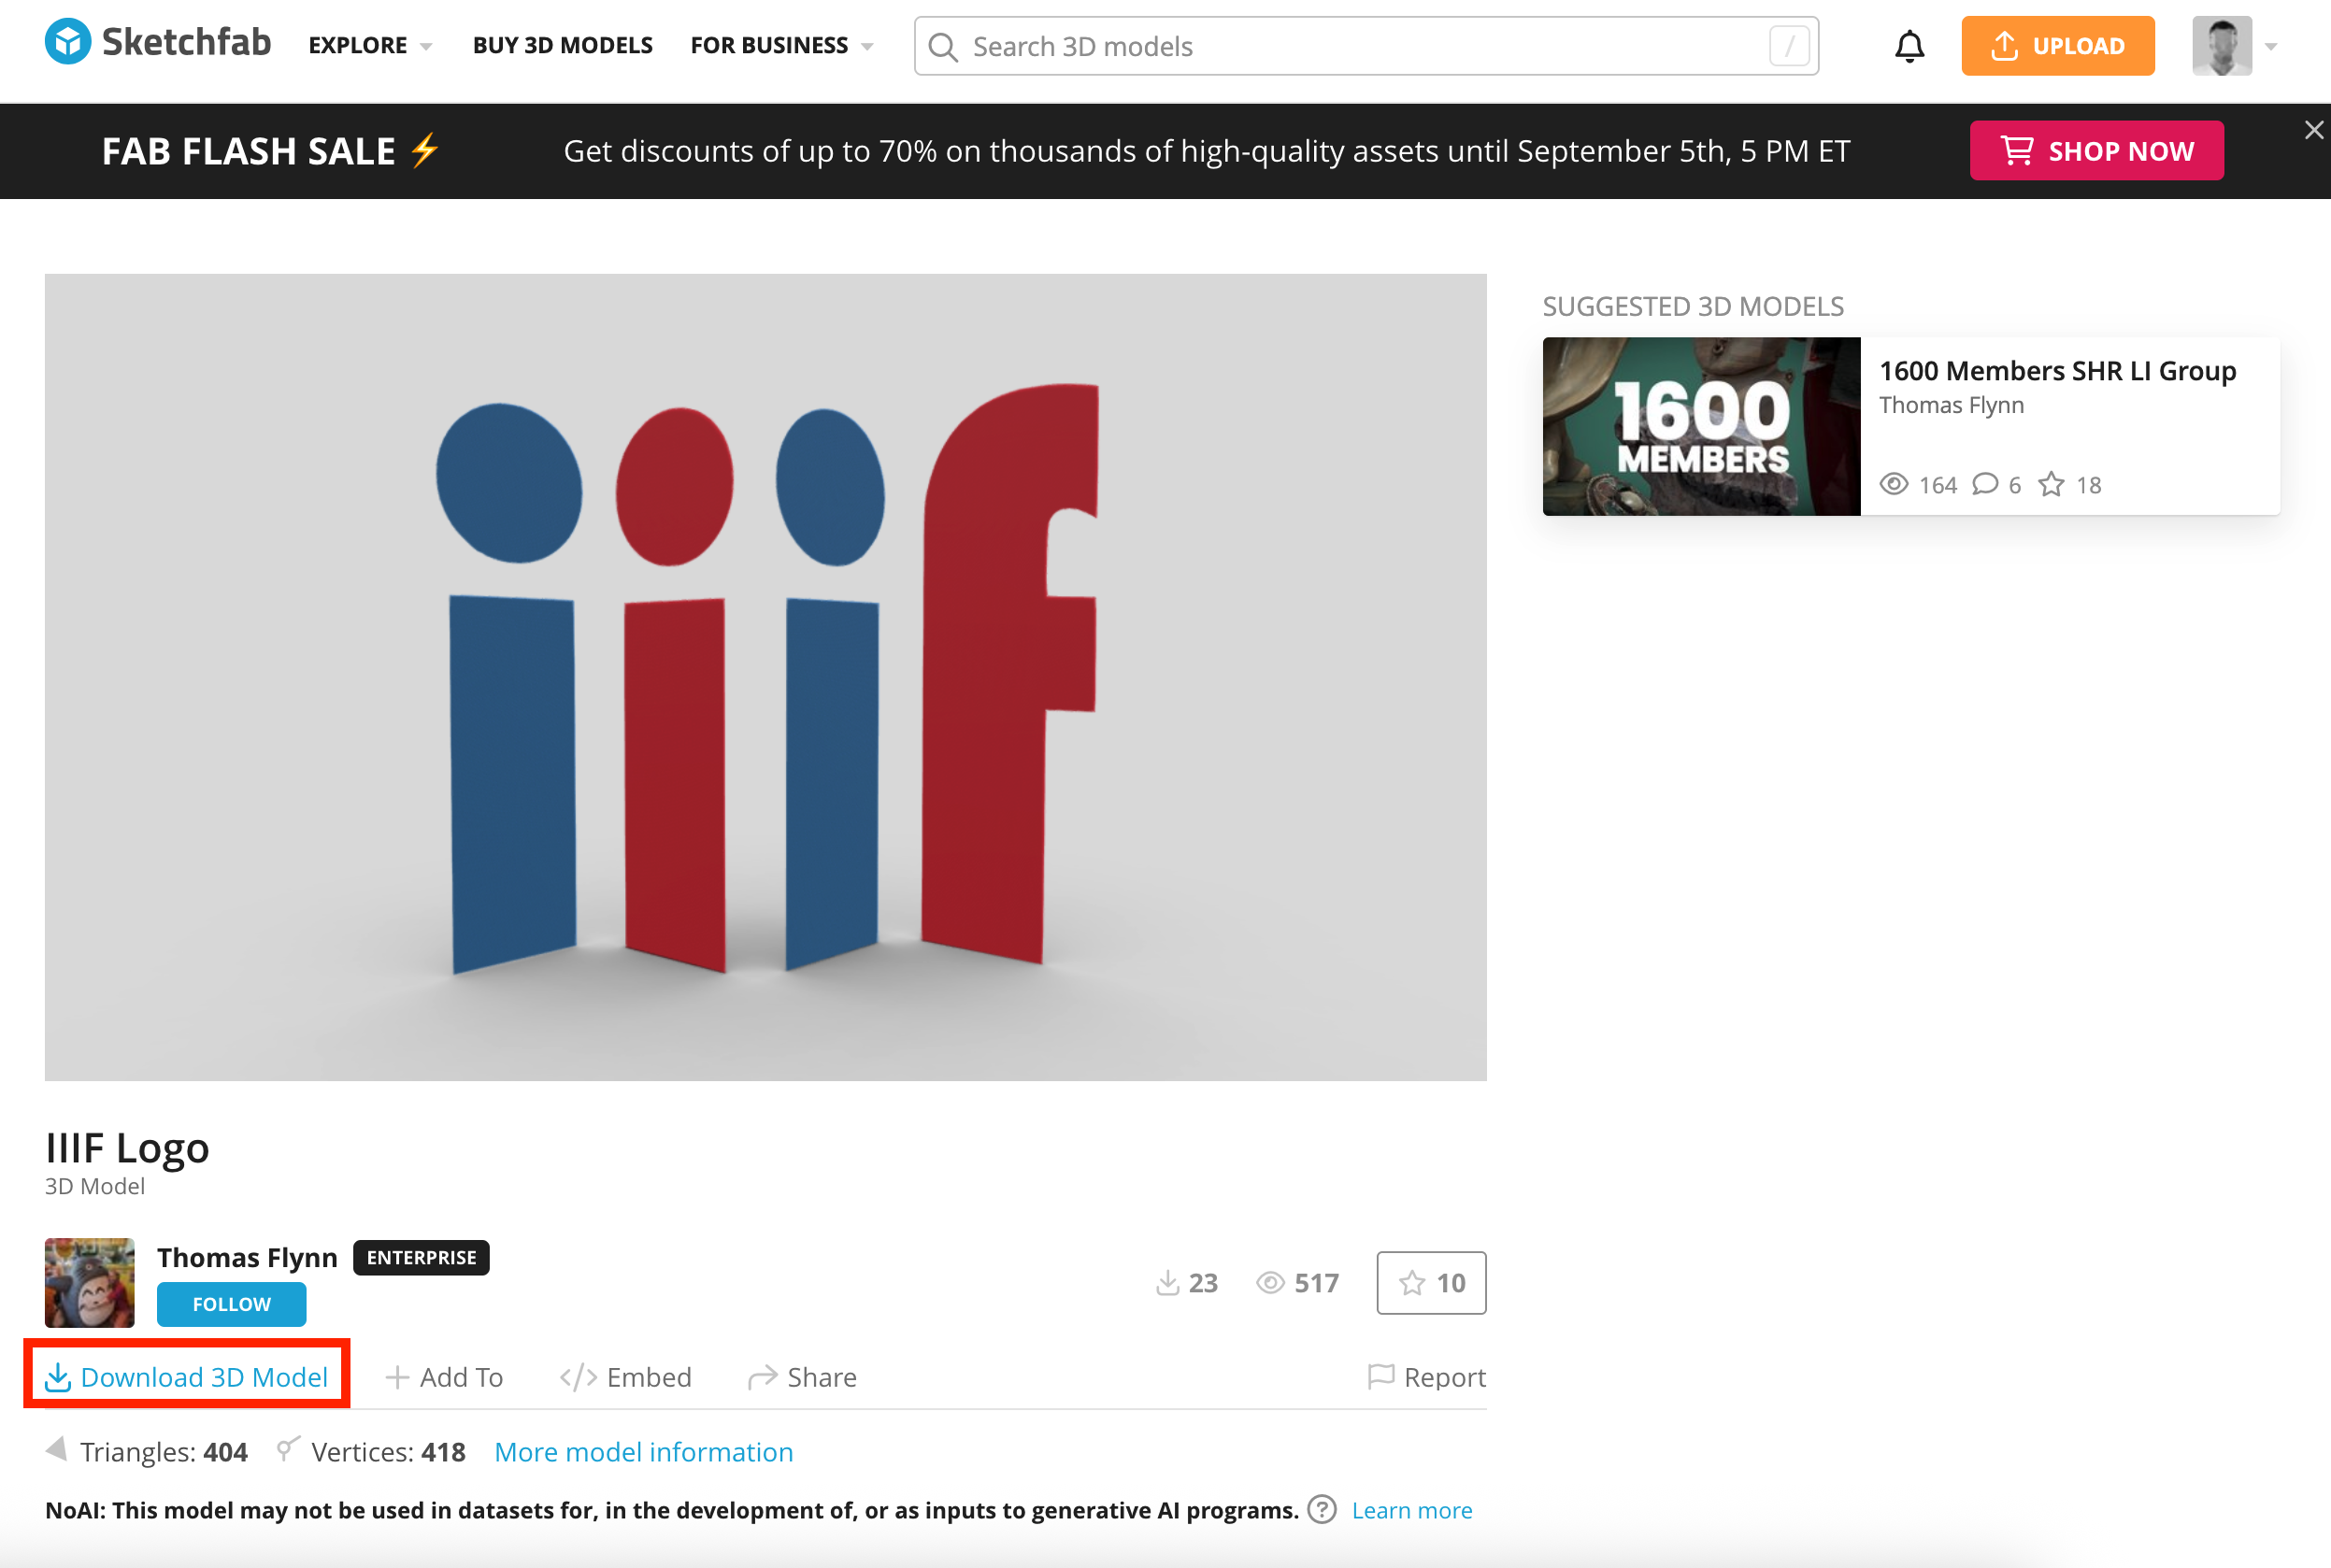 Sketchfab EXPLORE BUY 3D MODELS FOR BUSINESS Search 3D models / UPLOAD
FAB FLASH SALE ⚡ Get discounts of up to 70% on thousands of high-quality assets until September 5th, 5 PM ET SHOP NOW
iiif
SUGGESTED 3D MODELS
1600
MEMBERS
1600 Members SHR LI Group
Thomas Flynn
164 6 18
IIIF Logo
3D Model
Thomas Flynn ENTERPRISE
FOLLOW
23 517 10
Download 3D Model Add To </> Embed Share Report
Triangles: 404 Vertices: 418 More model information
NoAI: This model may not be used in datasets for, in the development of, or as inputs to generative AI programs. ? Learn more